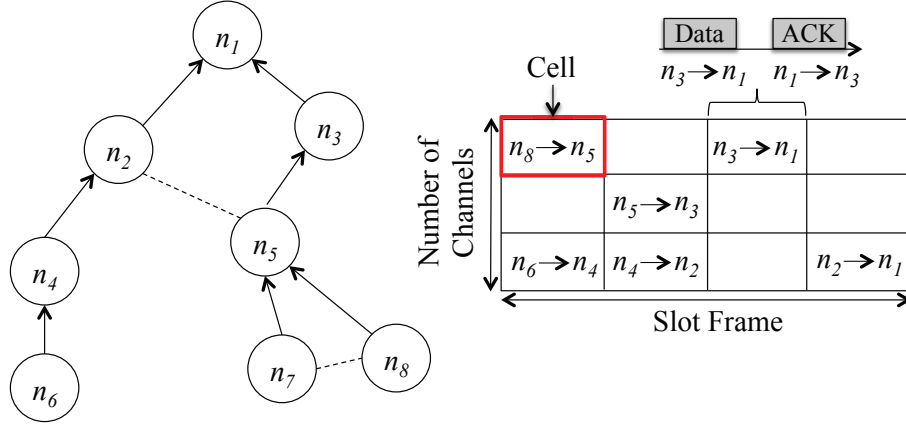 n1
n2
n3
n4
n5
n6
n7
n8
Data ACK
n3→n1 n1→n3
Cell
Number of Channels
n8→n5 n3→n1
n5→n3
n6→n4 n4→n2 n2→n1
Slot Frame